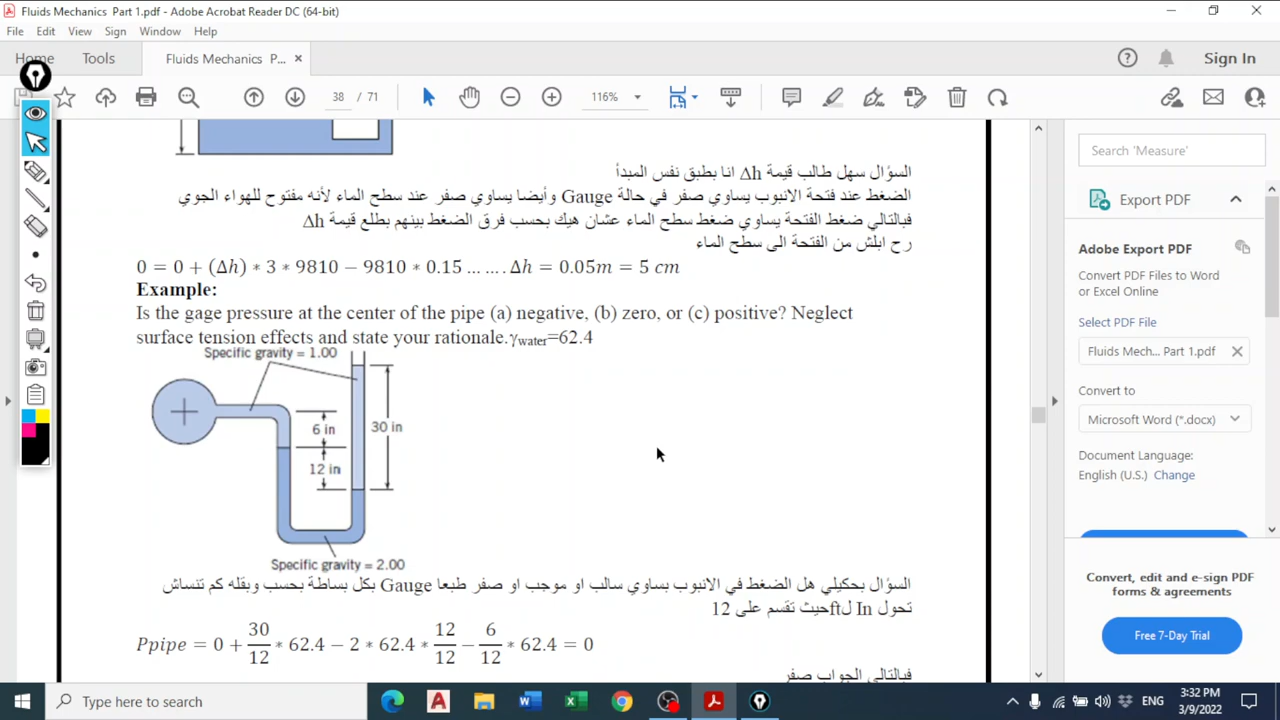 Fluids Mechanics Part 1.pdf - Adobe Acrobat Reader DC (64-bit)
File Edit View Sign Window Help
Home Tools Fluids Mechanics P... ×
Sign In
38 / 71
116%
السؤال سهل طالب قيمة Δh انا بطبق نفس المبدأ
الضغط عند فتحة الانبوب يساوي صفر في حالة Gauge وأيضا يساوي صفر عند سطح الماء لأنه مفتوح للهواء الجوي
فبالتالي ضغط الفتحة يساوي ضغط سطح الماء عشان هيك بحسب فرق الضغط بينهم بطلع قيمة Δh
رح ابلش من الفتحة الى سطح الماء
0 = 0 + (Δh) ∗ 3 ∗ 9810 − 9810 ∗ 0.15 … … . Δh = 0.05m = 5 cm
Example:
Is the gage pressure at the center of the pipe (a) negative, (b) zero, or (c) positive? Neglect
surface tension effects and state your rationale.γwater=62.4
Specific gravity = 1.00
6 in
30 in
12 in
Specific gravity = 2.00
السؤال بحكيلي هل الضغط في الانبوب بساوي سالب او موجب او صفر طبعا Gauge بكل بساطة بحسب وبقله كم تنساش
تحول In لft حيث تقسم على 12
Ppipe = 0 + 30/12 ∗ 62.4 − 2 ∗ 62.4 ∗ 12/12 − 6/12 ∗ 62.4 = 0
فبالتالي الجواب صفر
Search 'Measure'
Export PDF
Adobe Export PDF
Convert PDF Files to Word
or Excel Online
Select PDF File
Fluids Mech... Part 1.pdf
Convert to
Microsoft Word (*.docx)
Document Language:
English (U.S.) Change
Convert, edit and e-sign PDF
forms & agreements
Free 7-Day Trial
Type here to search
ENG
3:32 PM
3/9/2022